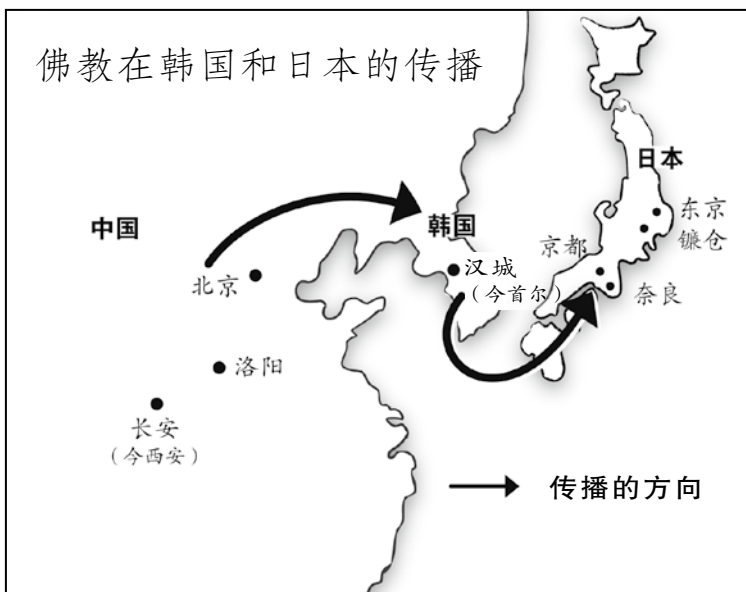 佛教在韩国和日本的传播
日本
中国
韩国
东京
镰仓
京都
奈良
汉城
(今首尔)
北京
洛阳
长安
(今西安)
传播的方向